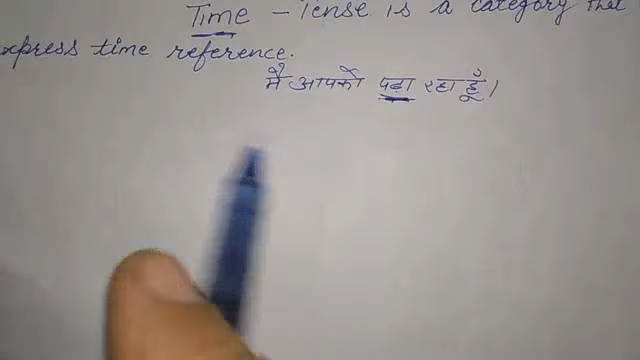 Time - Tense is a category that
express time reference.
मै आपको पढ़ा रहा हूँ।